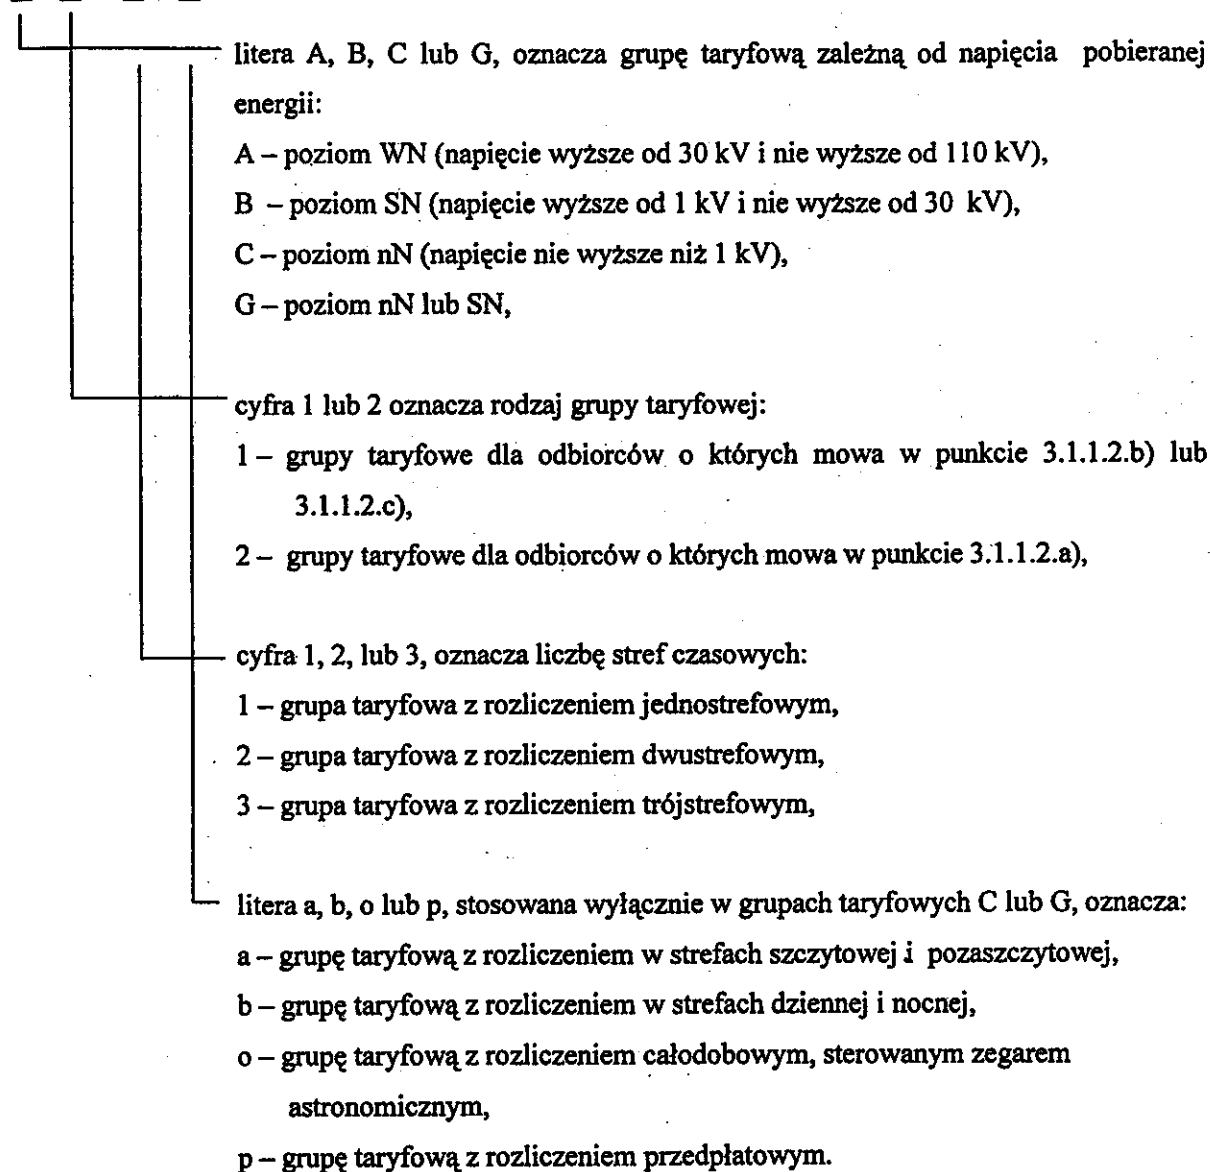 litera A, B, C lub G, oznacza grupę taryfową zależną od napięcia pobieranej
energii:
A – poziom WN (napięcie wyższe od 30 kV i nie wyższe od 110 kV),
B – poziom SN (napięcie wyższe od 1 kV i nie wyższe od 30 kV),
C – poziom nN (napięcie nie wyższe niż 1 kV),
G – poziom nN lub SN,
cyfra 1 lub 2 oznacza rodzaj grupy taryfowej:
1 – grupy taryfowe dla odbiorców o których mowa w punkcie 3.1.1.2.b) lub
3.1.1.2.c),
2 – grupy taryfowe dla odbiorców o których mowa w punkcie 3.1.1.2.a),
cyfra 1, 2, lub 3, oznacza liczbę stref czasowych:
1 – grupa taryfowa z rozliczeniem jednostrefowym,
2 – grupa taryfowa z rozliczeniem dwustrefowym,
3 – grupa taryfowa z rozliczeniem trójstrefowym,
litera a, b, o lub p, stosowana wyłącznie w grupach taryfowych C lub G, oznacza:
a – grupę taryfową z rozliczeniem w strefach szczytowej i pozaszczytowej,
b – grupę taryfową z rozliczeniem w strefach dziennej i nocnej,
o – grupę taryfową z rozliczeniem całodobowym, sterowanym zegarem
astronomicznym,
p – grupę taryfową z rozliczeniem przedpłatowym.